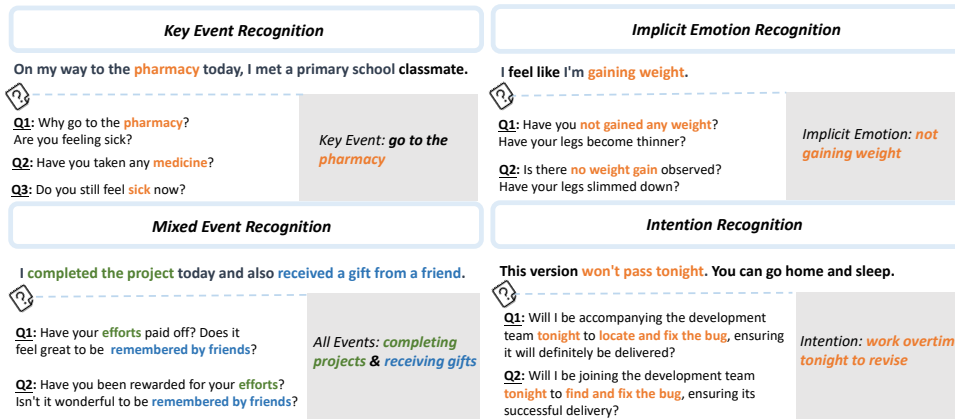 Key Event Recognition
On my way to the pharmacy today, I met a primary school classmate.
Q1: Why go to the pharmacy?
Are you feeling sick?
Q2: Have you taken any medicine?
Q3: Do you still feel sick now?
Key Event: go to the
pharmacy
Implicit Emotion Recognition
I feel like I'm gaining weight.
Q1: Have you not gained any weight?
Have your legs become thinner?
Q2: Is there no weight gain observed?
Have your legs slimmed down?
Implicit Emotion: not
gaining weight
Mixed Event Recognition
I completed the project today and also received a gift from a friend.
Q1: Have your efforts paid off? Does it
feel great to be remembered by friends?
Q2: Have you been rewarded for your efforts?
Isn't it wonderful to be remembered by friends?
All Events: completing
projects & receiving gifts
Intention Recognition
This version won't pass tonight. You can go home and sleep.
Q1: Will I be accompanying the development
team tonight to locate and fix the bug, ensuring
it will definitely be delivered?
Q2: Will I be joining the development team
tonight to find and fix the bug, ensuring its
successful delivery?
Intention: work overtim
tonight to revise